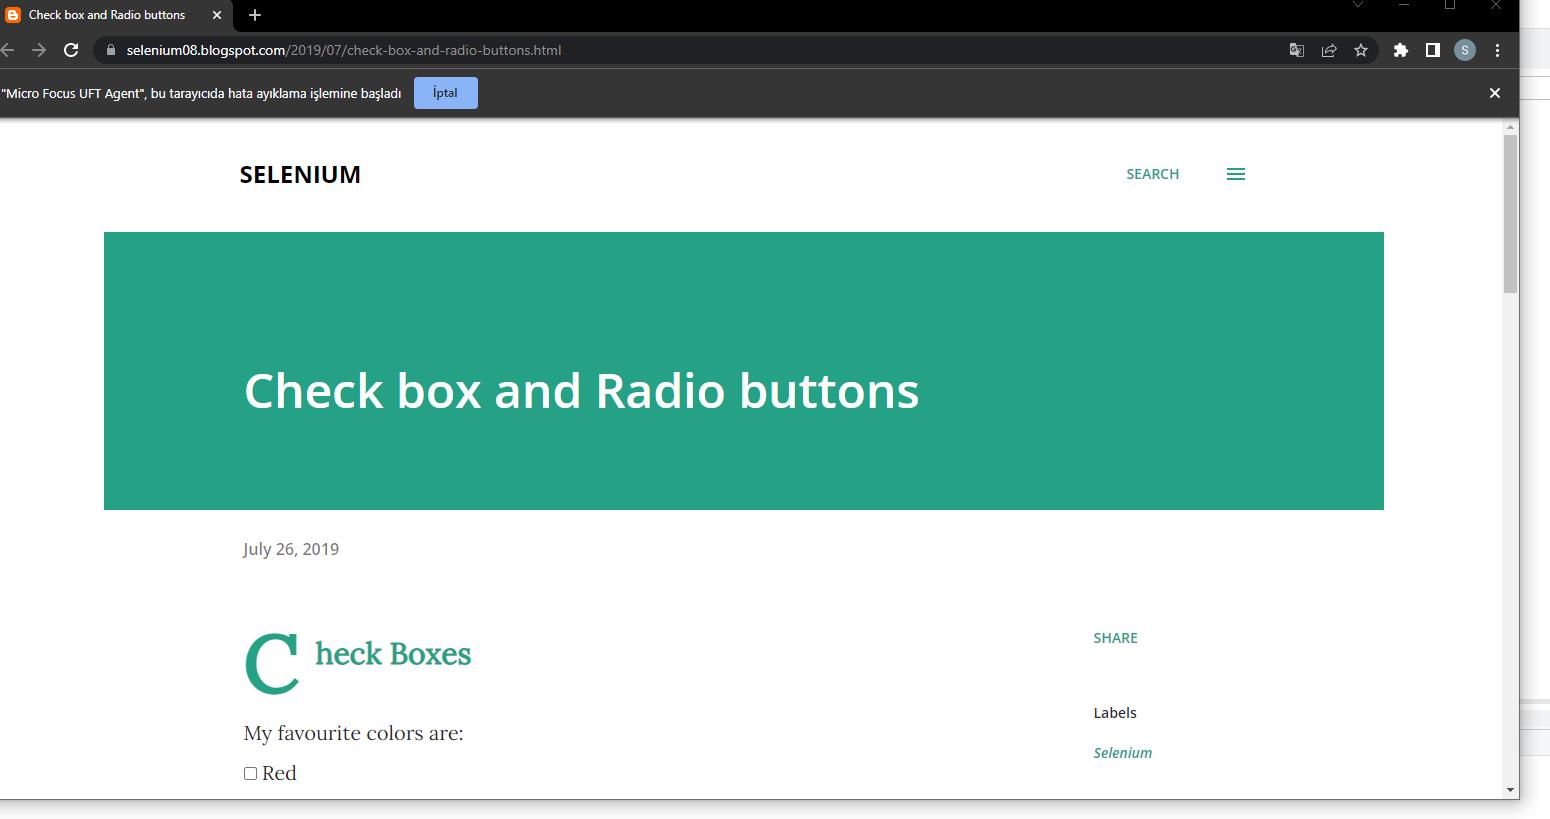 Check box and Radio buttons
selenium08.blogspot.com/2019/07/check-box-and-radio-buttons.html
S
"Micro Focus UFT Agent", bu tarayıcıda hata ayıklama işlemine başladı İptal
SELENIUM
SEARCH
Check box and Radio buttons
July 26, 2019
Check Boxes
SHARE
My favourite colors are:
Labels
Red
Selenium